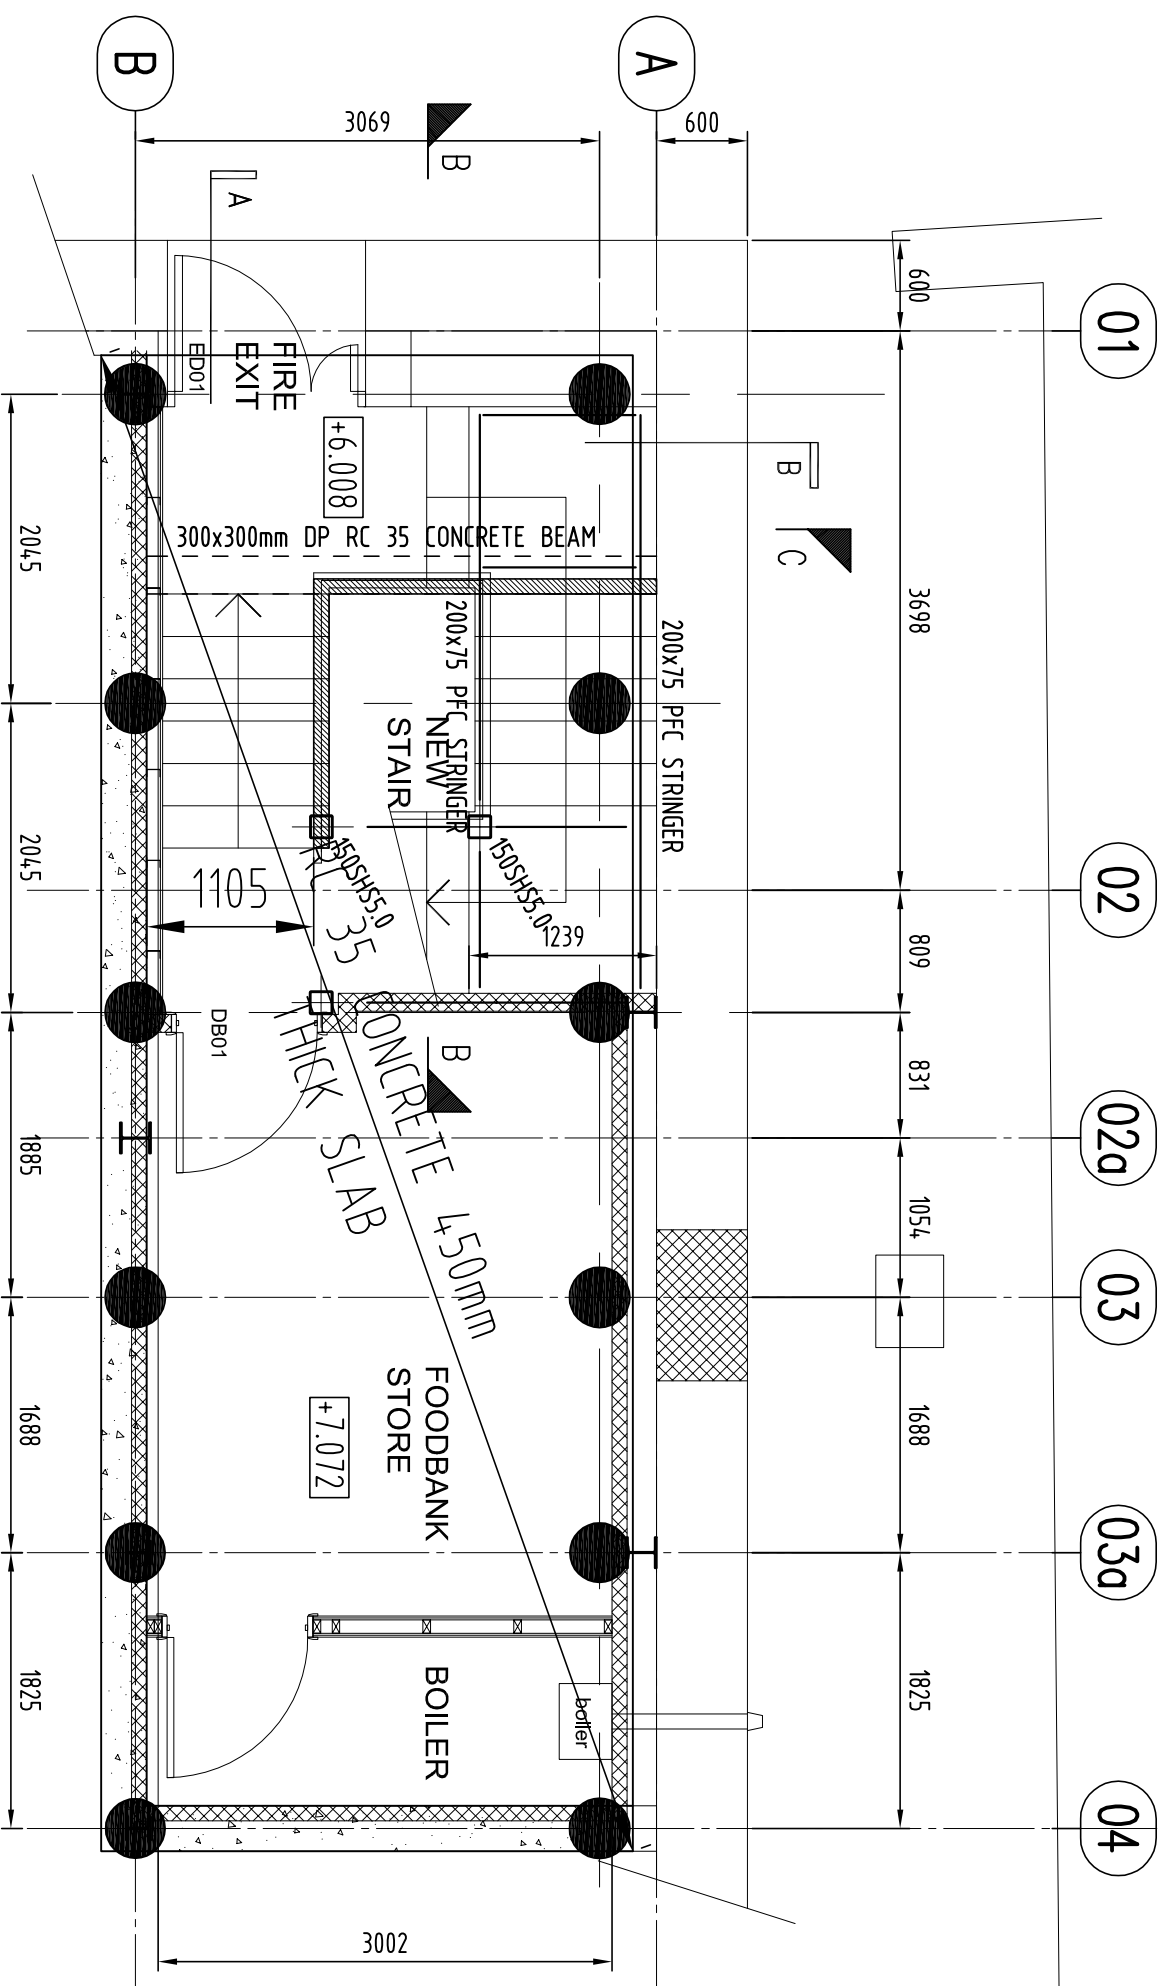 B
A
3069
600
B
A
600
01
FIRE
EXIT
ED01
+6.008
B
C
300x300mm DP RC 35 CONCRETE BEAM
2045
3698
200x75 PFC STRINGER
200x75 PFC STRINGER
NEW
STAIR
150SHS5.0
150SHS5.0
2045
1105
1239
02
809
RC 35 CONCRETE 450mm
THICK SLAB
DB01
B
831
02a
1885
1054
03
FOODBANK
STORE
+7.072
1688
1688
03a
BOILER
boiler
1825
1825
04
3002